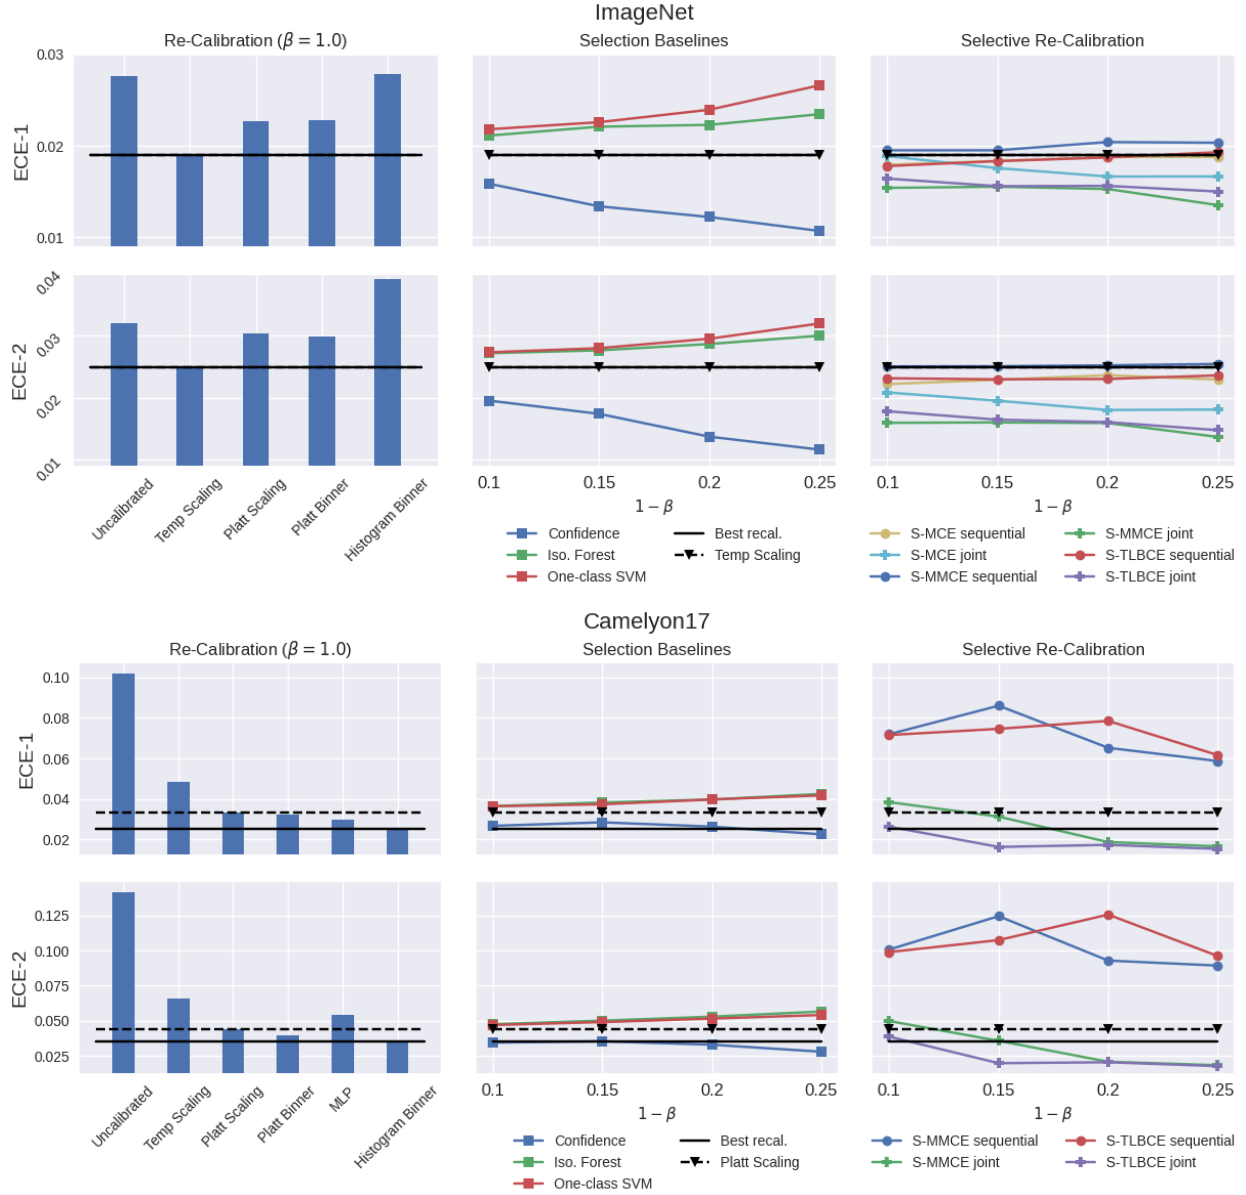 ImageNet
Re-Calibration (β = 1.0)
Selection Baselines
Selective Re-Calibration
ECE-1
0.03
0.02
0.01
ECE-2
0.04
0.03
0.02
0.01
Uncalibrated
Temp Scaling
Platt Scaling
Platt Binner
Histogram Binner
0.1 0.15 0.2 0.25
1 − β
0.1 0.15 0.2 0.25
1 − β
Confidence
Iso. Forest
One-class SVM
Best recal.
Temp Scaling
S-MCE sequential
S-MCE joint
S-MMCE sequential
S-MMCE joint
S-TLBCE sequential
S-TLBCE joint
Camelyon17
Re-Calibration (β = 1.0)
Selection Baselines
Selective Re-Calibration
ECE-1
0.10
0.08
0.06
0.04
0.02
ECE-2
0.125
0.100
0.075
0.050
0.025
Uncalibrated
Temp Scaling
Platt Scaling
Platt Binner
MLP
Histogram Binner
0.1 0.15 0.2 0.25
1 − β
0.1 0.15 0.2 0.25
1 − β
Confidence
Iso. Forest
One-class SVM
Best recal.
Platt Scaling
S-MMCE sequential
S-MMCE joint
S-TLBCE sequential
S-TLBCE joint